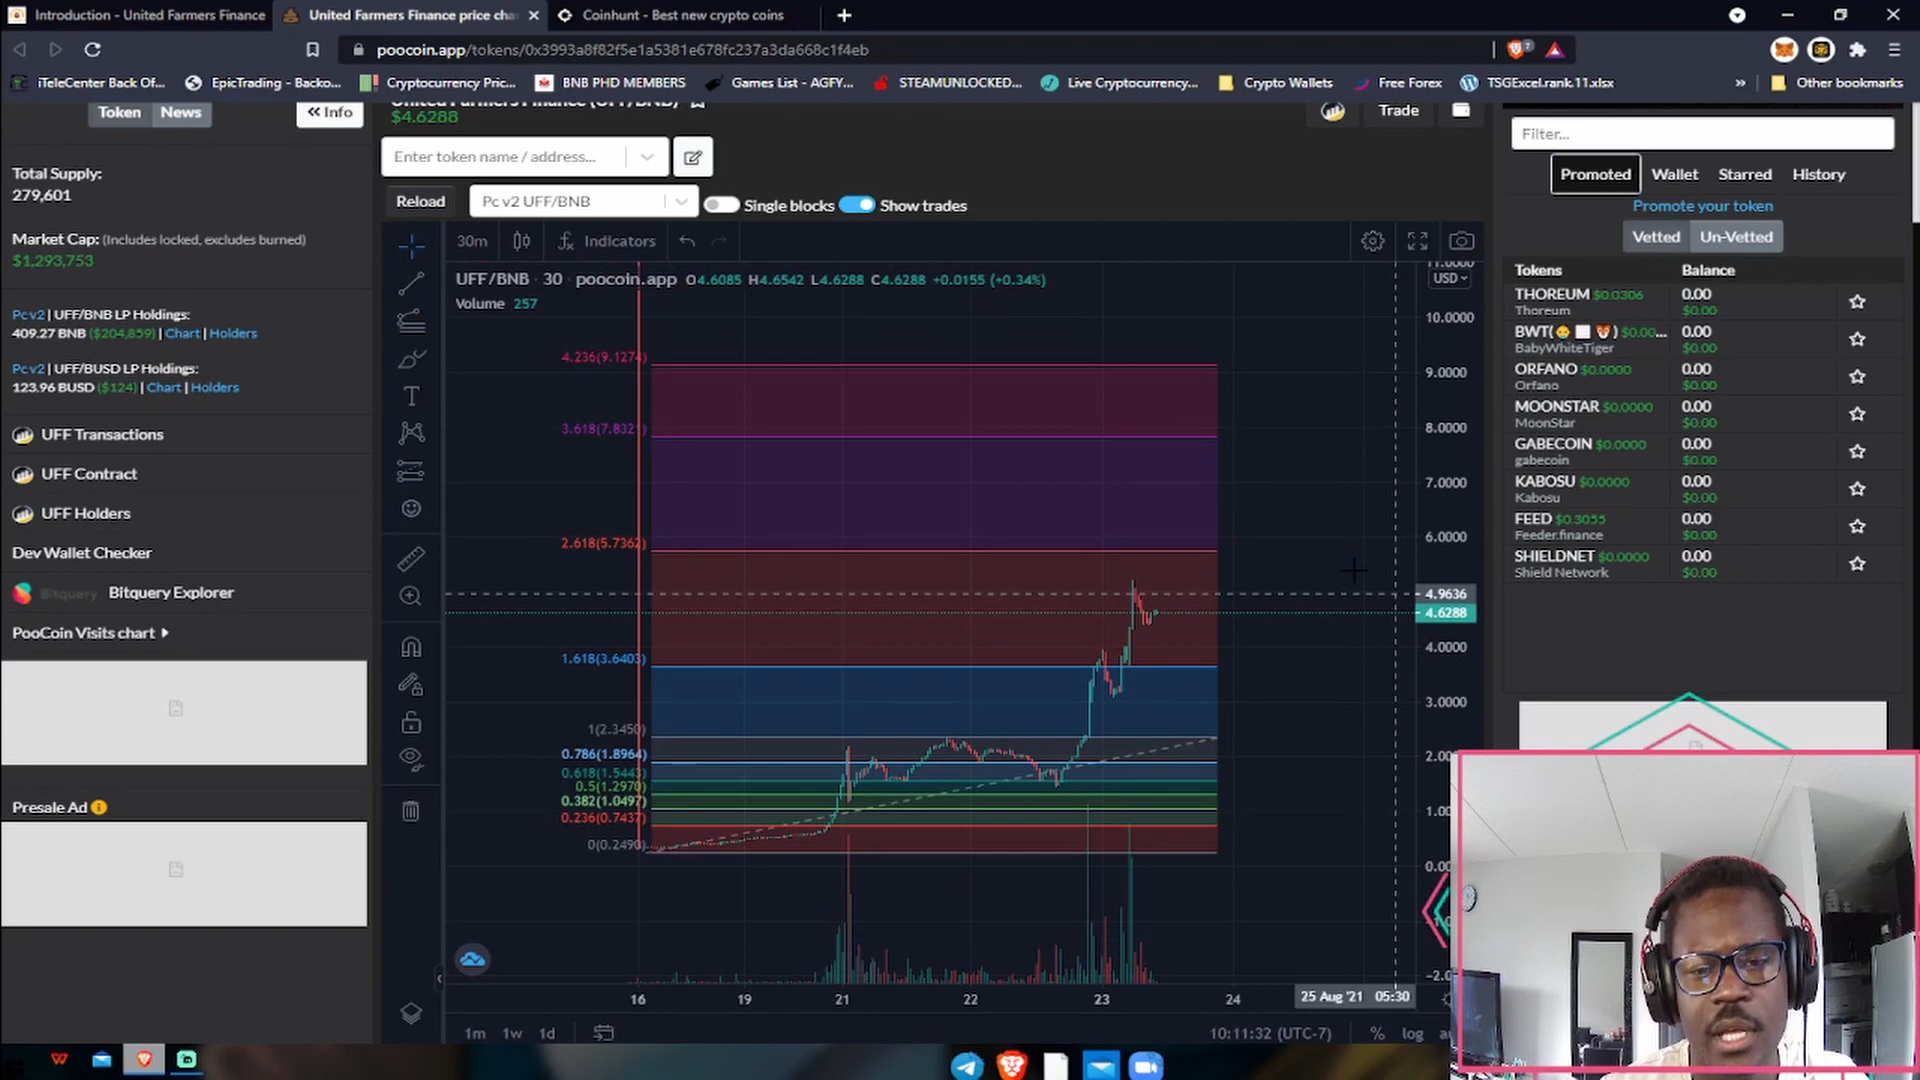 Introduction - United Farmers Finance
United Farmers Finance price cha
Coinhunt - Best new crypto coins
poocoin.app/tokens/0x3993a8f82f5e1a5381e678fc237a3da668c1f4eb
iTeleCenter Back Of...
EpicTrading - Backo...
Cryptocurrency Pric...
BNB PHD MEMBERS
Games List - AGFY...
STEAMUNLOCKED...
Live Cryptocurrency...
Crypto Wallets
Free Forex
TSGExcel.rank.11.xlsx
»
Other bookmarks
Token
News
« Info
United Farmers Finance (UFF/BNB)
$4.6288
Trade
Total Supply:
279,601
Market Cap: (Includes locked, excludes burned)
$1,293,753
Pc v2 | UFF/BNB LP Holdings:
409.27 BNB ($204,859) | Chart | Holders
Pc v2 | UFF/BUSD LP Holdings:
123.96 BUSD ($124) | Chart | Holders
UFF Transactions
UFF Contract
UFF Holders
Dev Wallet Checker
Bitquery
Bitquery Explorer
PooCoin Visits chart
Presale Ad
Enter token name / address...
Reload
Pc v2 UFF/BNB
Single blocks
Show trades
30m
Indicators
UFF/BNB · 30 poocoin.app O4.6085 H4.6542 L4.6288 C4.6288 +0.0155 (+0.34%)
Volume 257
USD
4.236(9.1274)
3.618(7.8321)
2.618(5.7362)
1.618(3.6403)
1(2.3450)
0.786(1.8964)
0.618(1.5443)
0.5(1.2970)
0.382(1.0497)
0.236(0.7437)
0(0.2490)
11.0000
10.0000
9.0000
8.0000
7.0000
6.0000
4.9636
4.6288
4.0000
3.0000
16
19
21
22
23
24
25 Aug '21 05:30
1m
1w
1d
10:11:32 (UTC-7)
%
log
Filter...
Promoted
Wallet
Starred
History
Promote your token
Vetted
Un-Vetted
Tokens
Balance
THOREUM $0.0306
Thoreum
0.00
$0.00
BWT( ) $0.00...
BabyWhiteTiger
0.00
$0.00
ORFANO $0.0000
Orfano
0.00
$0.00
MOONSTAR $0.0000
MoonStar
0.00
$0.00
GABECOIN $0.0000
gabecoin
0.00
$0.00
KABOSU $0.0000
Kabosu
0.00
$0.00
FEED $0.3055
Feeder.finance
0.00
$0.00
SHIELDNET $0.0000
Shield Network
0.00
$0.00